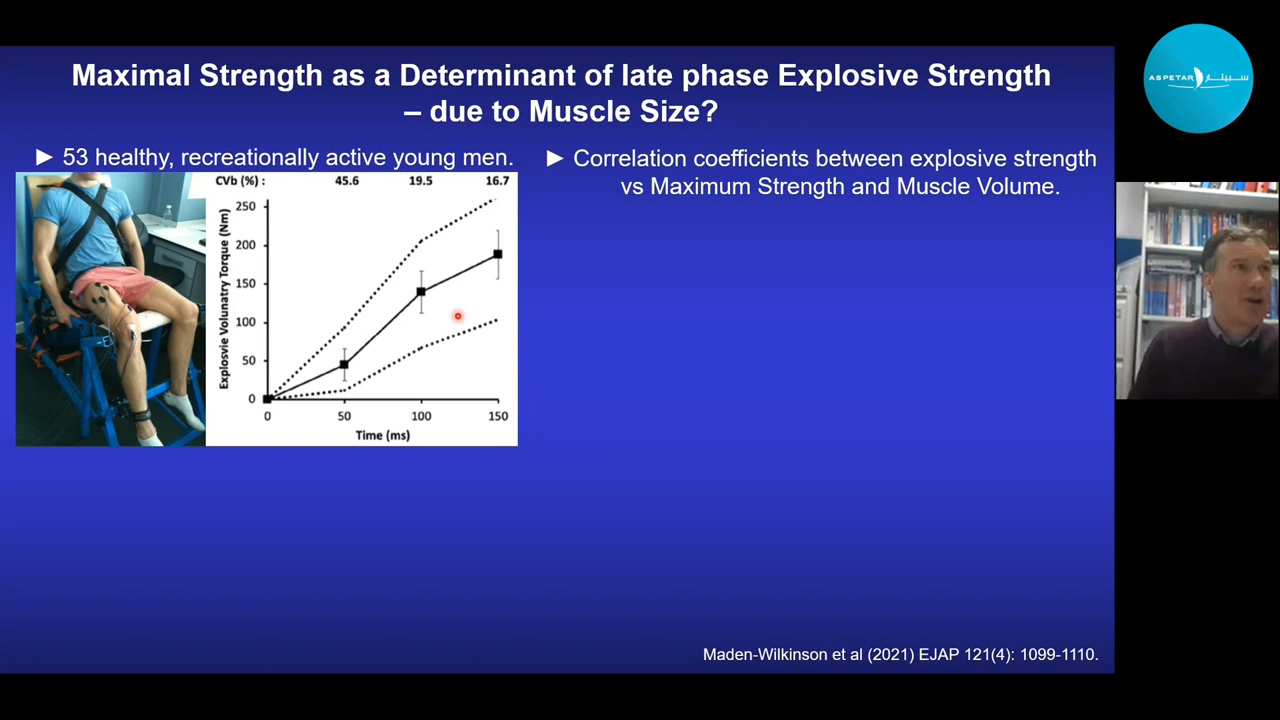 Maximal Strength as a Determinant of late phase Explosive Strength
– due to Muscle Size?
► 53 healthy, recreationally active young men.
► Correlation coefficients between explosive strength
vs Maximum Strength and Muscle Volume.
CVb (%) : 45.6 19.5 16.7
Explosvie Volunatry Torque (Nm)
250
200
150
100
50
0
0 50 100 150
Time (ms)
Maden-Wilkinson et al (2021) EJAP 121(4): 1099-1110.
ASPETAR سبيتار